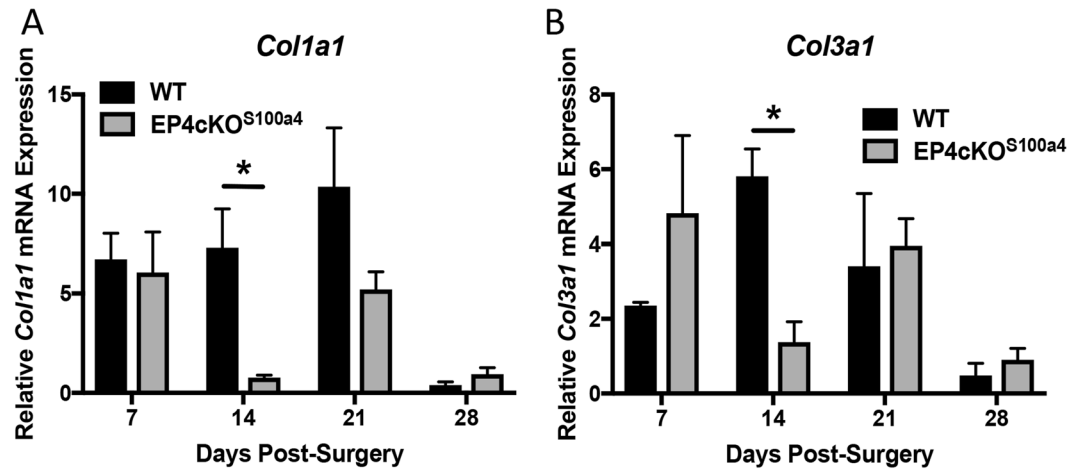 A
Col1a1
Relative Col1a1 mRNA Expression
15
10
5
0
WT
EP4cKOS100a4
*
7 14 21 28
Days Post-Surgery
B
Col3a1
Relative Col3a1 mRNA Expression
8
6
4
2
0
*
WT
EP4cKOS100a4
7 14 21 28
Days Post-Surgery